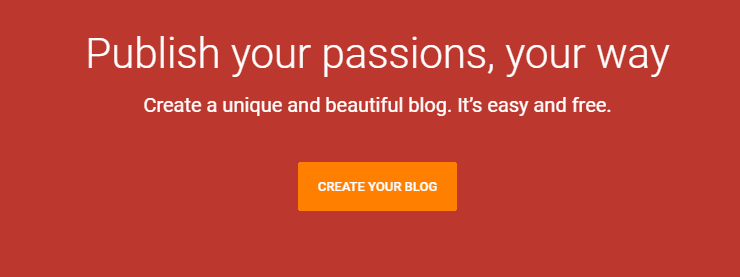 Publish your passions, your way
Create a unique and beautiful blog. It’s easy and free.
CREATE YOUR BLOG